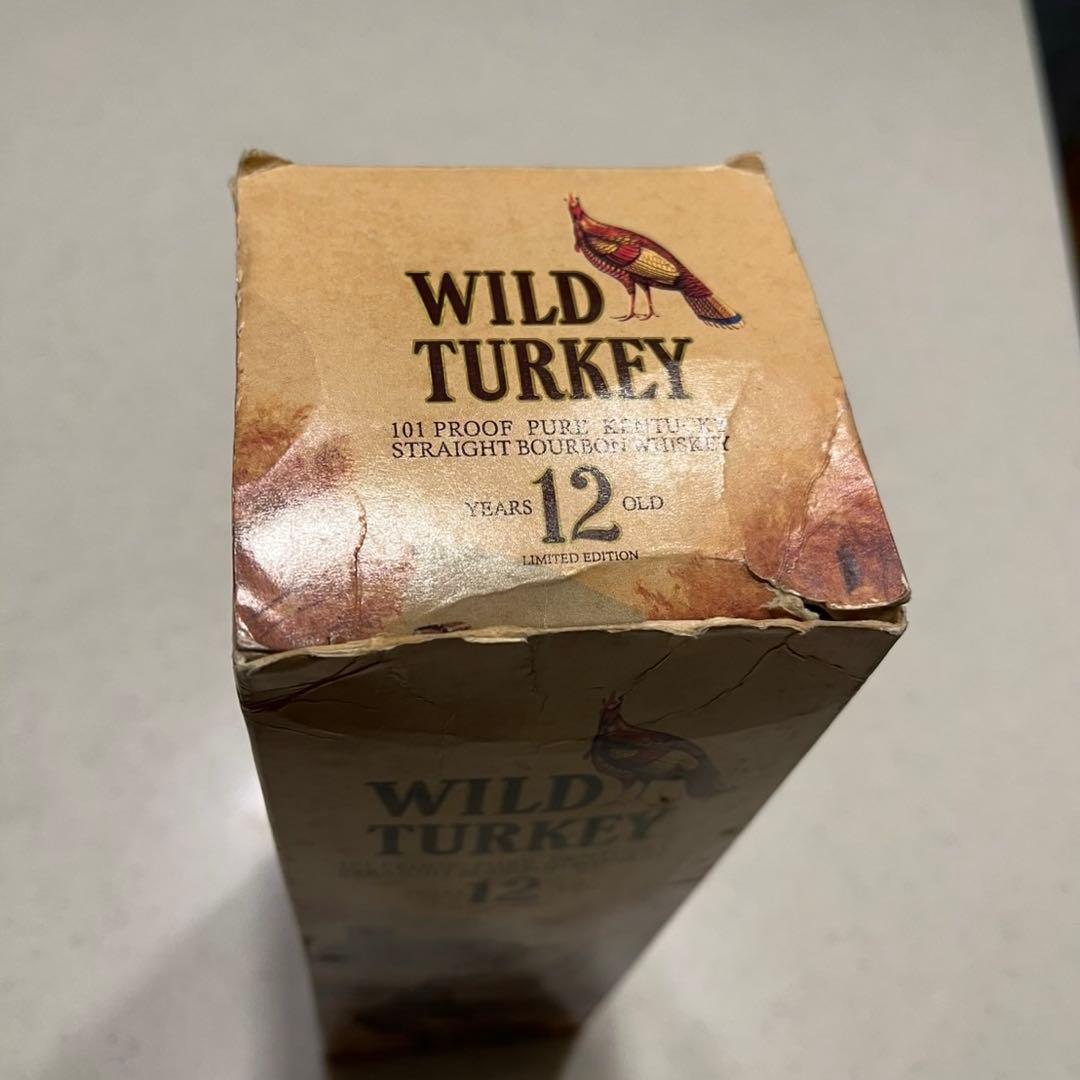 WILD
TURKEY
101 PROOF PURE KENTUCKY
STRAIGHT BOURBON WHISKEY
YEARS 12 OLD
LIMITED EDITION
WILD
TURKEY
12